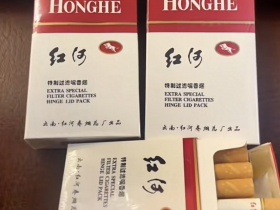 HONGHE
红河
特制过滤嘴香烟
EXTRA SPECIAL
FILTER CIGARETTES
HINGE LID PACK
云南·红河卷烟总厂出品
HONGHE
红河
特制过滤嘴香烟
EXTRA SPECIAL
FILTER CIGARETTES
HINGE LID PACK
云南·红河卷烟总厂出品
红河
特制过滤嘴香烟
EXTRA SPECIAL
FILTER CIGARETTES
HINGE LID PACK